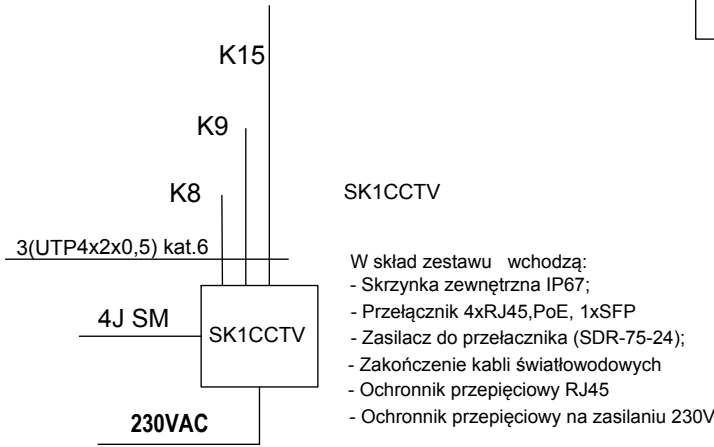 K15
K9
K8
SK1CCTV
3(UTP4x2x0,5) kat.6
W skład zestawu wchodzą:
- Skrzynka zewnętrzna IP67;
- Przełącznik 4xRJ45,PoE, 1xSFP
4J SM
SK1CCTV
- Zasilacz do przełacznika (SDR-75-24);
- Zakończenie kabli światłowodowych
- Ochronnik przepięciowy RJ45
230VAC
- Ochronnik przepięciowy na zasilaniu 230V